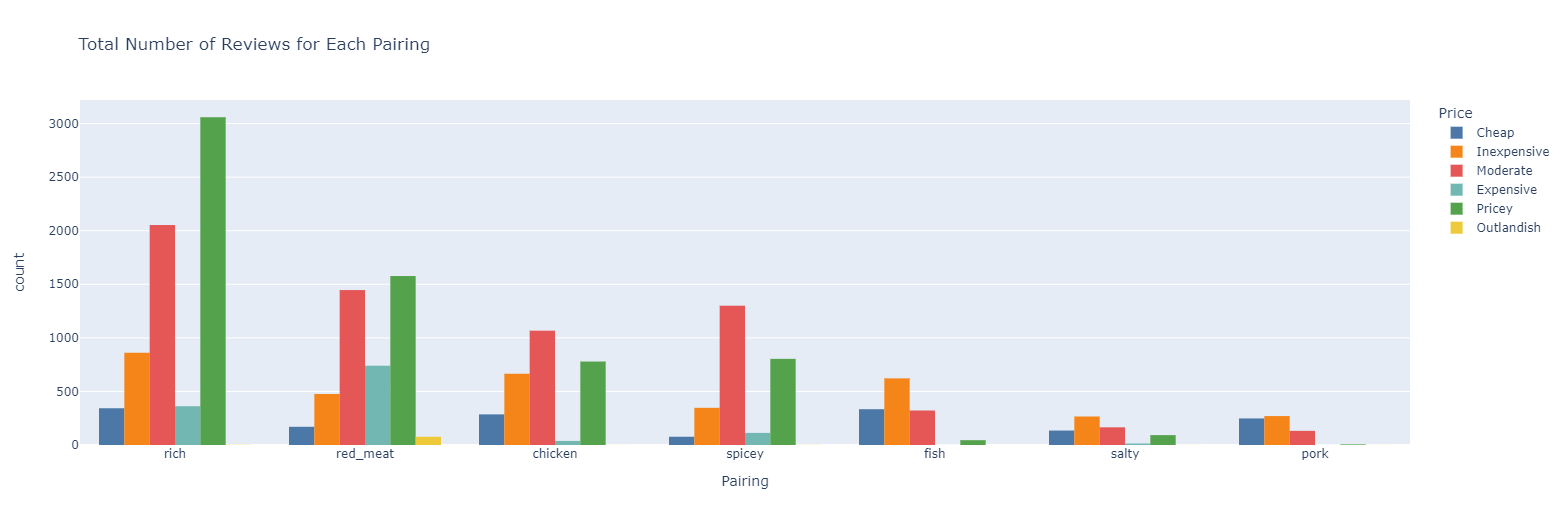 Total Number of Reviews for Each Pairing
Price
Cheap
Inexpensive
Moderate
Expensive
Pricey
Outlandish
count
3000
2500
2000
1500
1000
500
0
rich
red_meat
chicken
spicey
fish
salty
pork
Pairing